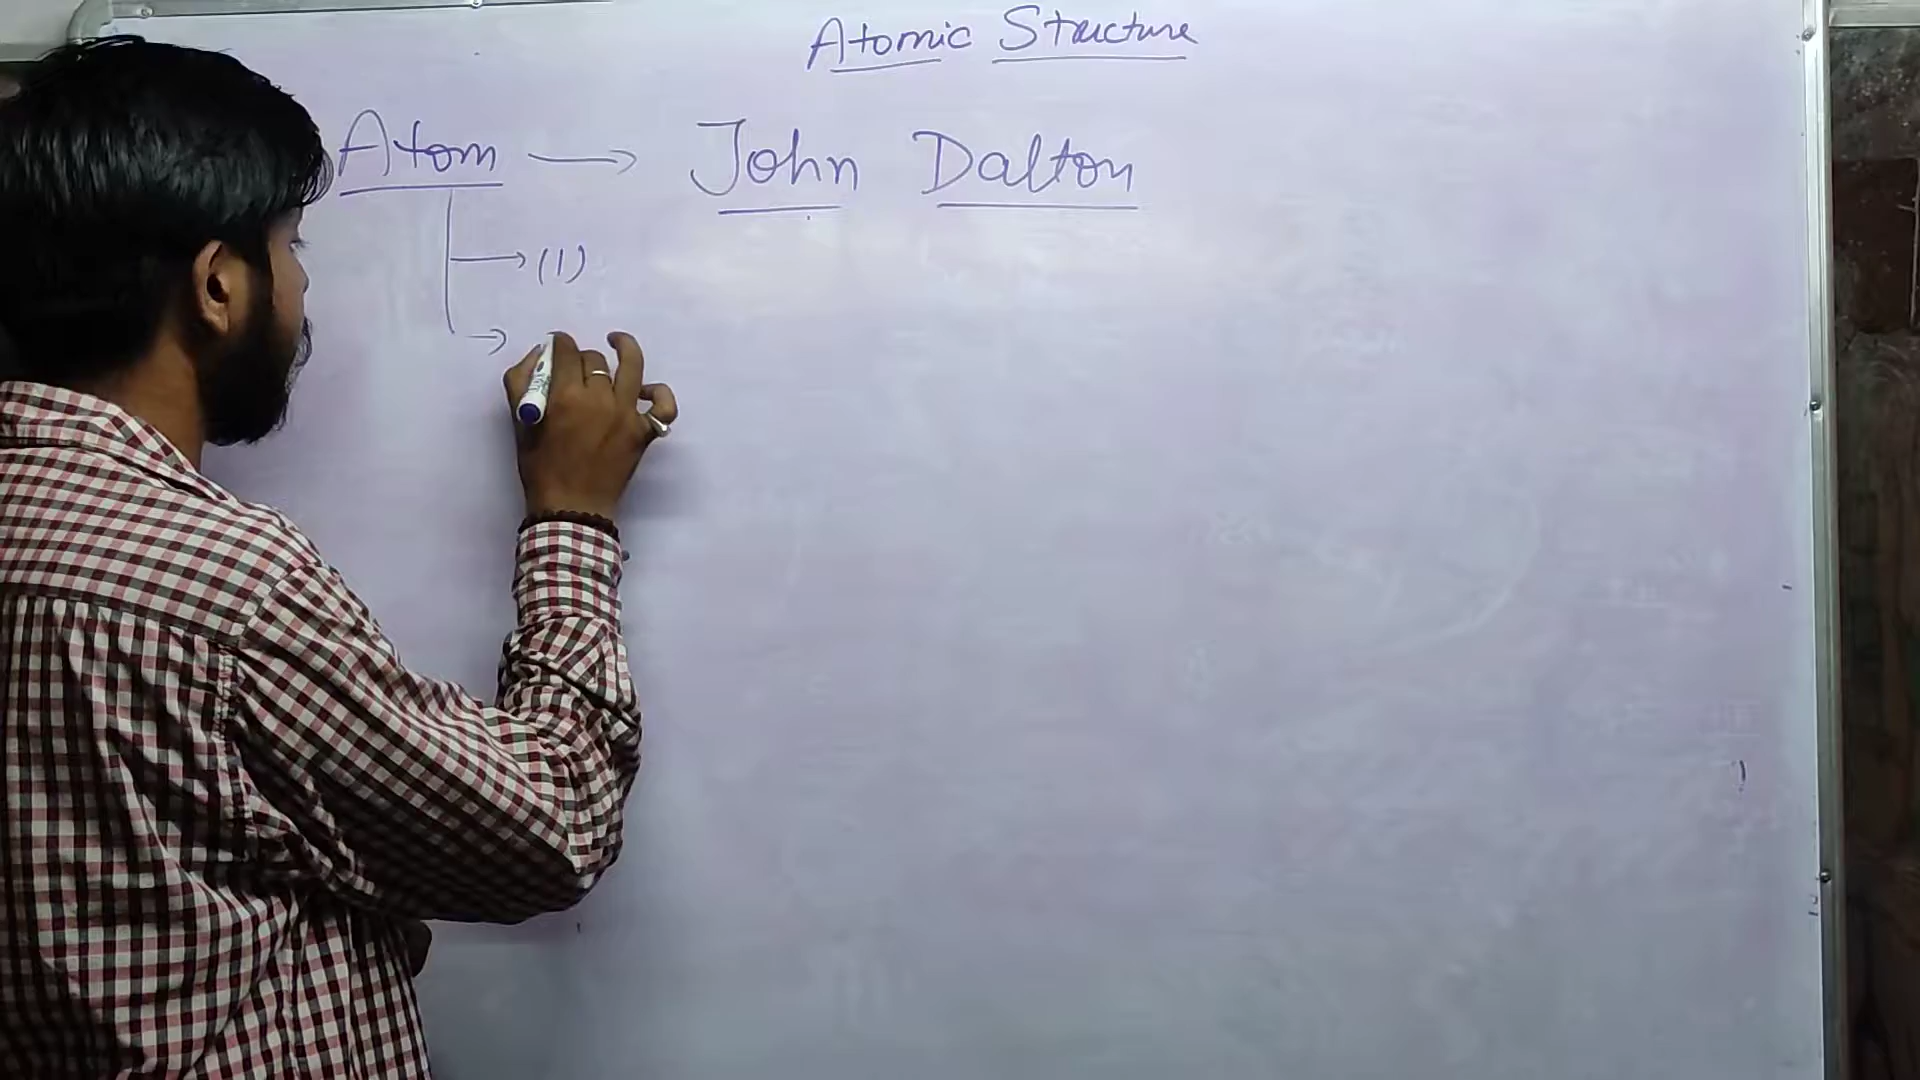 Atomic Structure
Atom → John Dalton
→ (1)
→